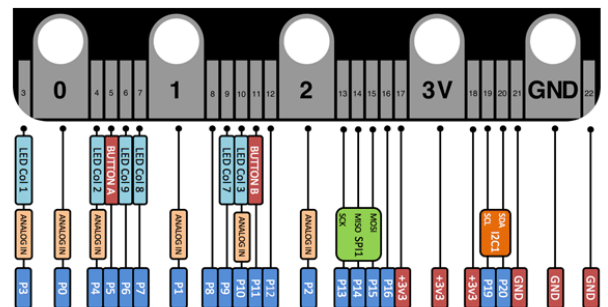 3 0 4 5 6 7 1 8 9 10 11 12 2 13 14 15 16 17 3V 18 19 20 21 GND 22
LED Col 1
LED Col 2
BUTTON A
LED Col 9
LED Col 8
LED Col 7
LED Col 3
BUTTON B
ANALOG IN
ANALOG IN
ANALOG IN
ANALOG IN
ANALOG IN
ANALOG IN
SCK
MISO
MOSI
SPI1
SCL
SDA
I2C1
P3
P0
P4
P5
P6
P7
P1
P8
P9
P10
P11
P12
P2
P13
P14
P15
P16
+3v3
+3v3
+3v3
P19
P20
GND
GND
GND